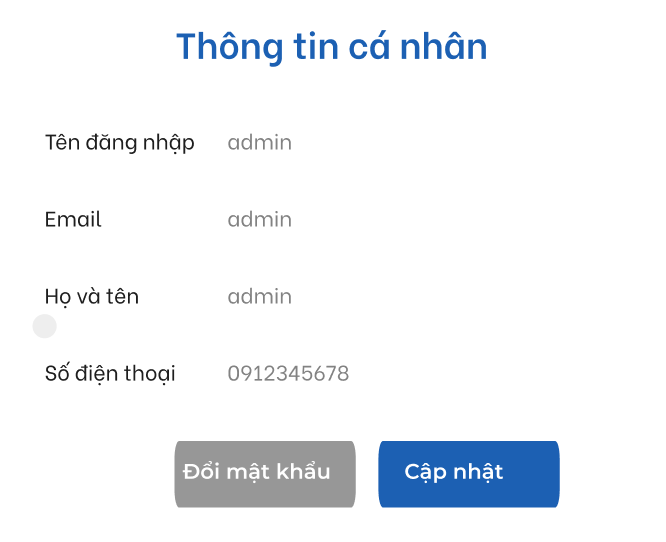 Thông tin cá nhân
Tên đăng nhập admin
Email admin
Họ và tên admin
Số điện thoại 0912345678
Đổi mật khẩu Cập nhật